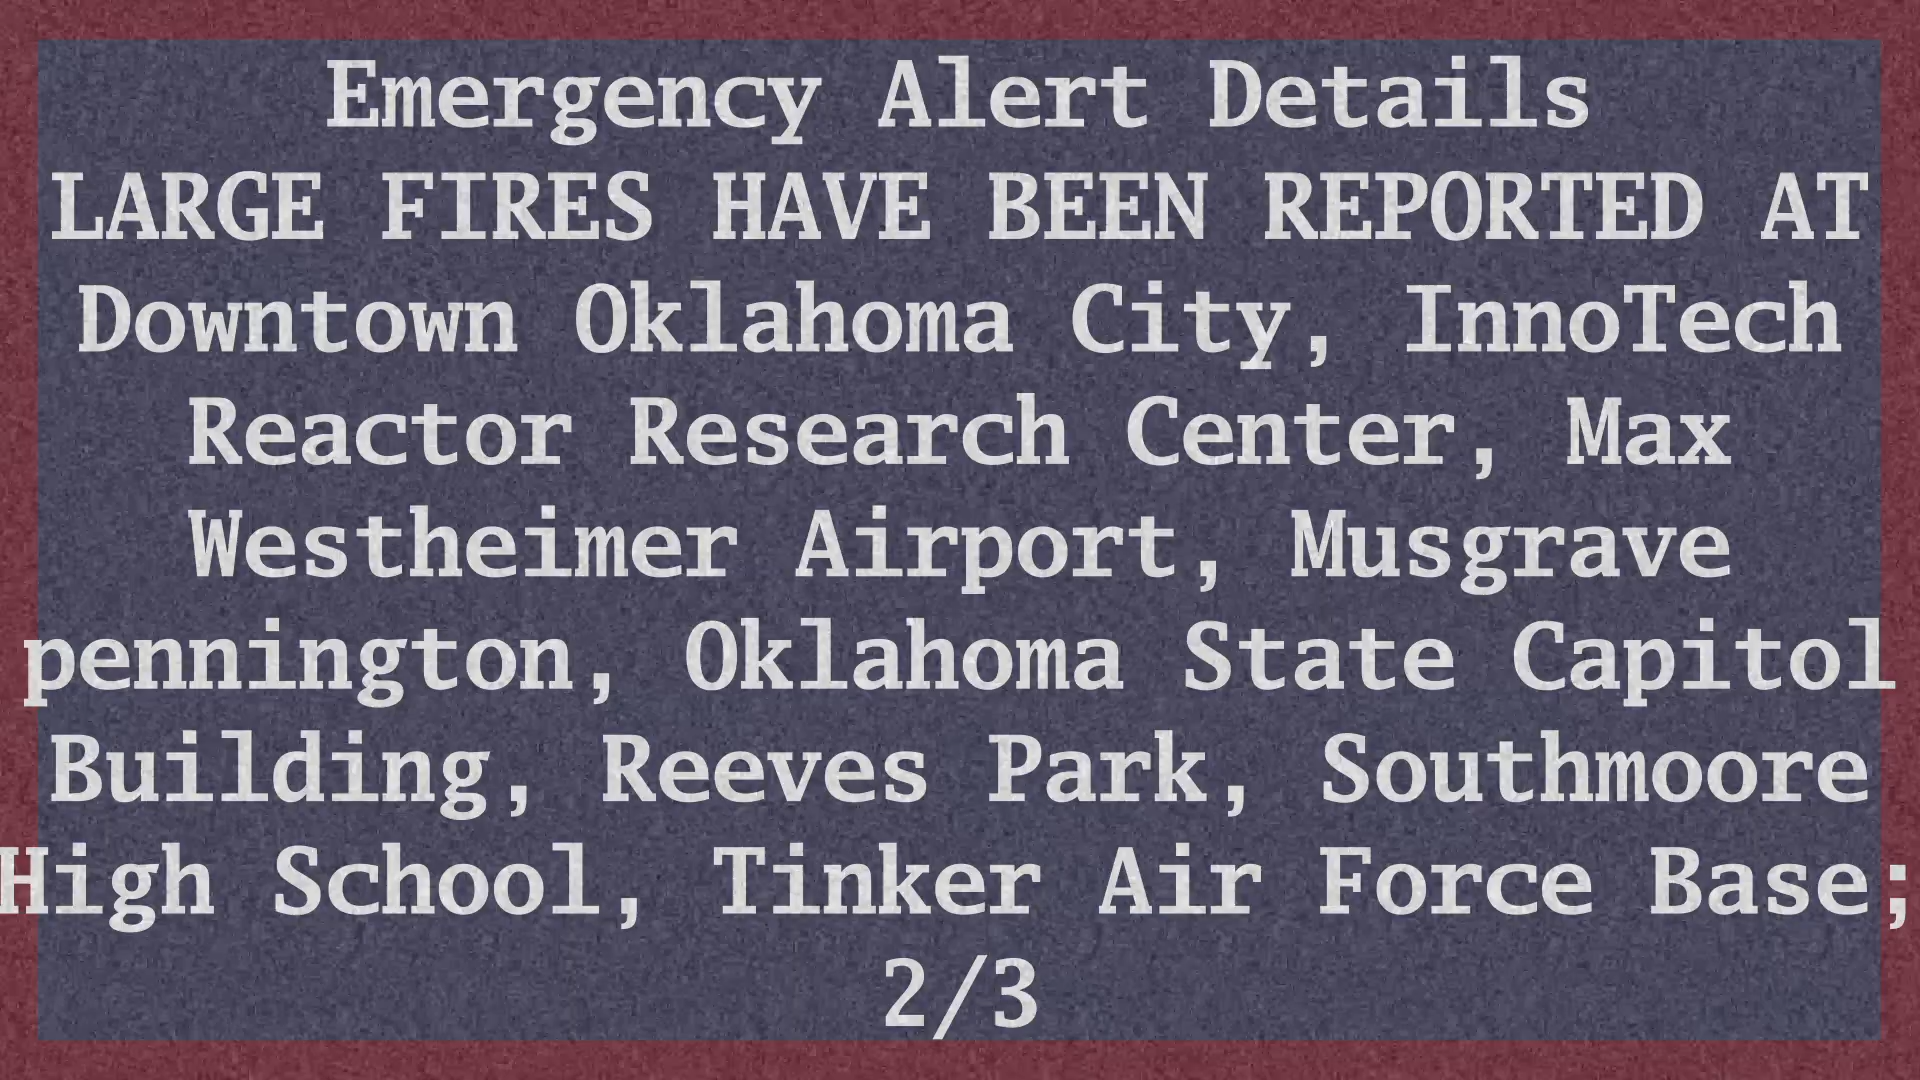 Emergency Alert Details
LARGE FIRES HAVE BEEN REPORTED AT
Downtown Oklahoma City, InnoTech
Reactor Research Center, Max
Westheimer Airport, Musgrave
pennington, Oklahoma State Capitol
Building, Reeves Park, Southmoore
High School, Tinker Air Force Base;
2/3